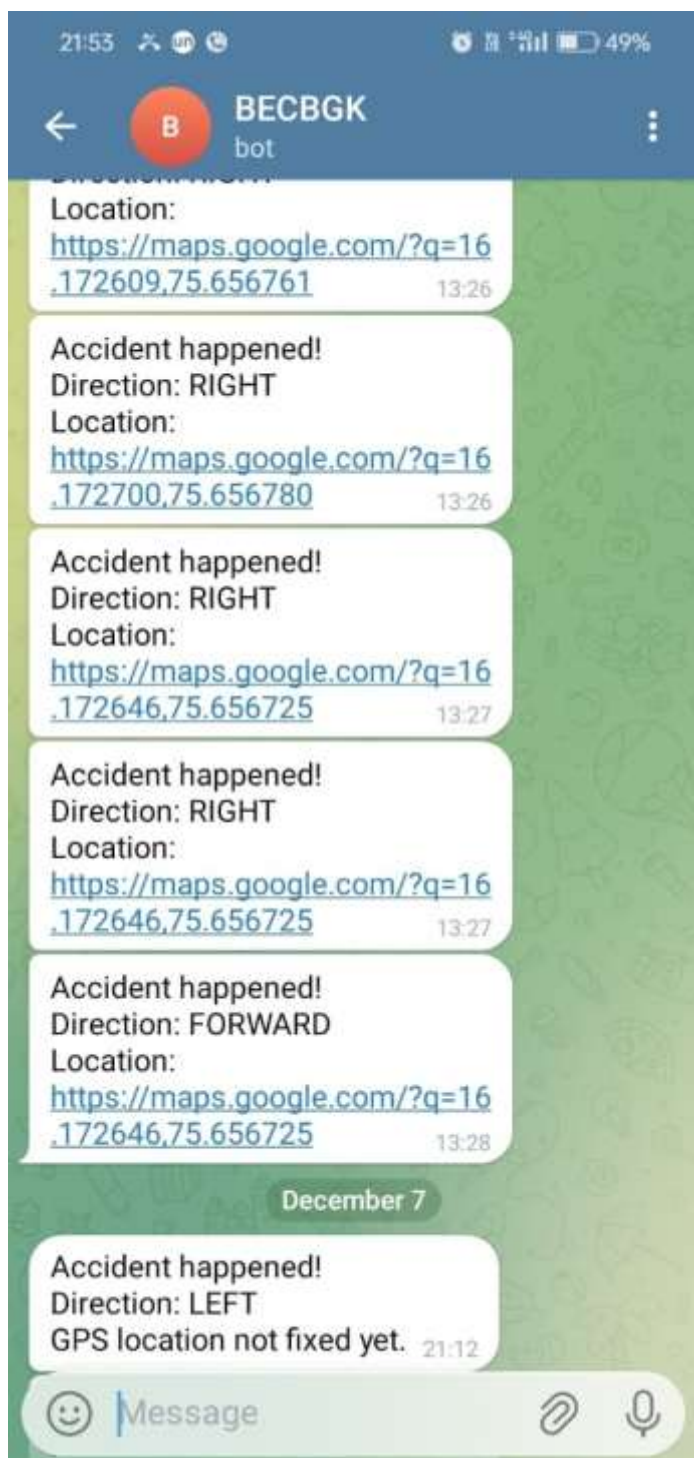 21:53
49%
B
BECBGK
bot
Location:
https://maps.google.com/?q=16
.172609,75.656761
13:26
Accident happened!
Direction: RIGHT
Location:
https://maps.google.com/?q=16
.172700,75.656780
13:26
Accident happened!
Direction: RIGHT
Location:
https://maps.google.com/?q=16
.172646,75.656725
13:27
Accident happened!
Direction: RIGHT
Location:
https://maps.google.com/?q=16
.172646,75.656725
13:27
Accident happened!
Direction: FORWARD
Location:
https://maps.google.com/?q=16
.172646,75.656725
13:28
December 7
Accident happened!
Direction: LEFT
GPS location not fixed yet. 21:12
Message